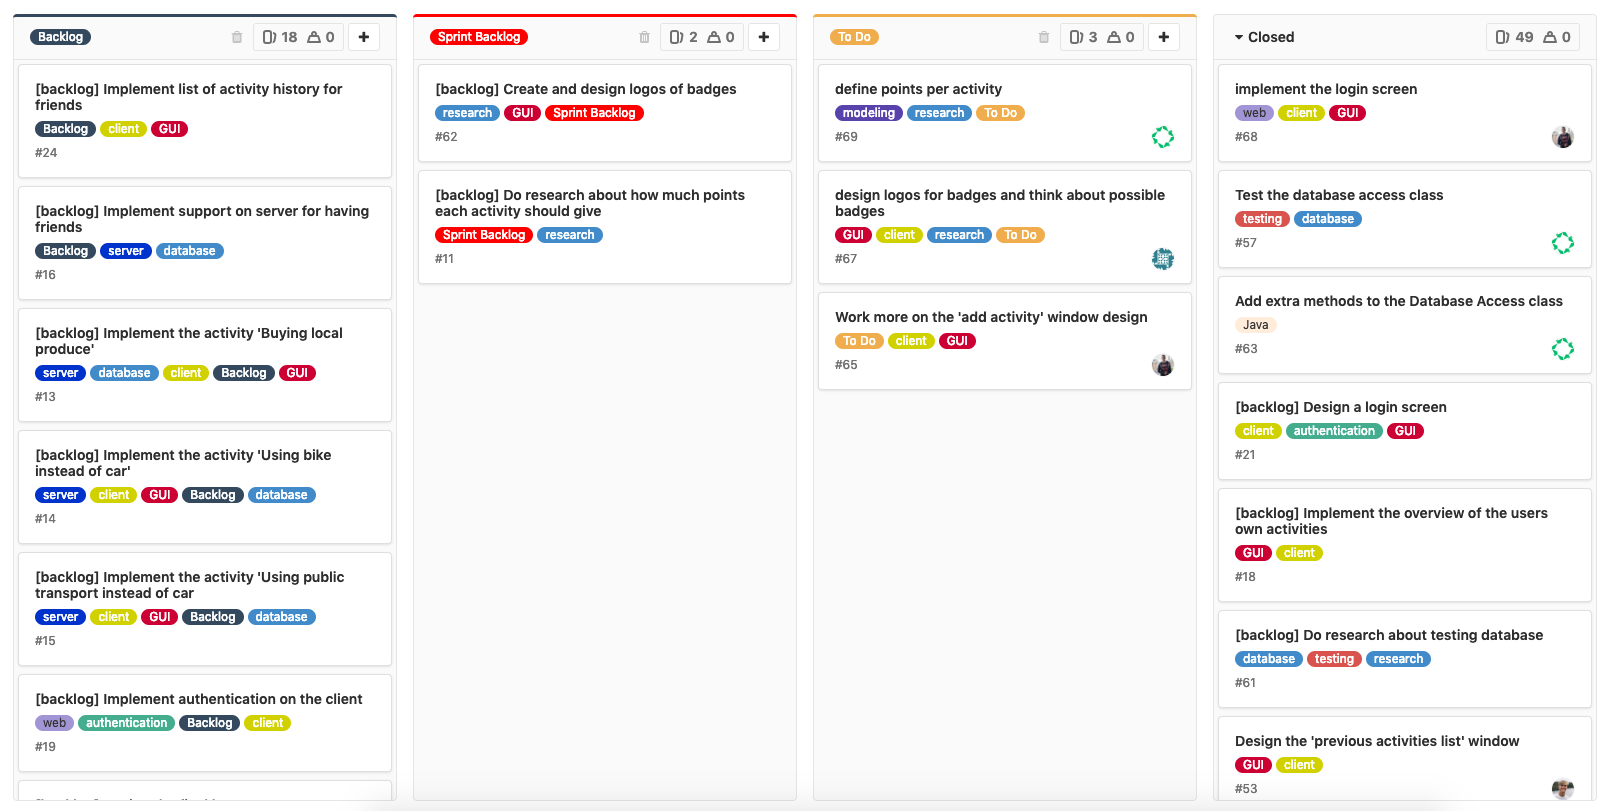 Backlog
18 0
[backlog] Implement list of activity history for
friends
Backlog client GUI
#24
[backlog] Implement support on server for having
friends
Backlog server database
#16
[backlog] Implement the activity 'Buying local
produce'
server database client Backlog GUI
#13
[backlog] Implement the activity 'Using bike
instead of car'
server client GUI Backlog database
#14
[backlog] Implement the activity 'Using public
transport instead of car
server client GUI Backlog database
#15
[backlog] Implement authentication on the client
web authentication Backlog client
#19
Sprint Backlog
2 0
[backlog] Create and design logos of badges
research GUI Sprint Backlog
#62
[backlog] Do research about how much points
each activity should give
Sprint Backlog research
#11
To Do
3 0
define points per activity
modeling research To Do
#69
design logos for badges and think about possible
badges
GUI client research To Do
#67
Work more on the 'add activity' window design
To Do client GUI
#65
Closed
49 0
implement the login screen
web client GUI
#68
Test the database access class
testing database
#57
Add extra methods to the Database Access class
Java
#63
[backlog] Design a login screen
client authentication GUI
#21
[backlog] Implement the overview of the users
own activities
GUI client
#18
[backlog] Do research about testing database
database testing research
#61
Design the 'previous activities list' window
GUI client
#53